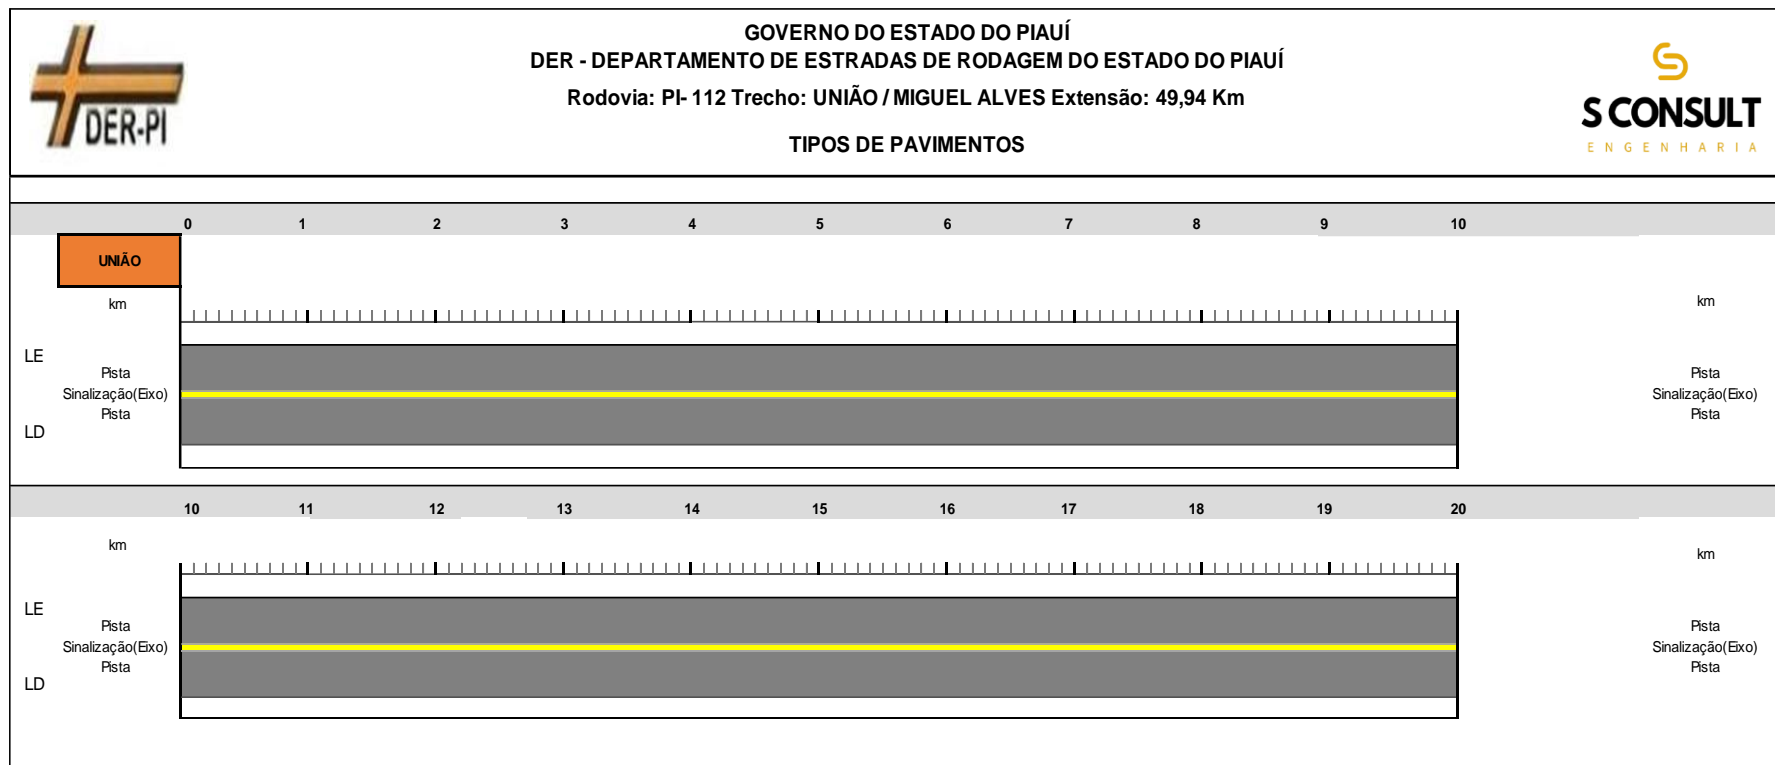 DER-PI
GOVERNO DO ESTADO DO PIAUÍ
DER - DEPARTAMENTO DE ESTRADAS DE RODAGEM DO ESTADO DO PIAUÍ
Rodovia: PI- 112 Trecho: UNIÃO / MIGUEL ALVES Extensão: 49,94 Km
TIPOS DE PAVIMENTOS
S CONSULT
ENGENHARIA
0 1 2 3 4 5 6 7 8 9 10
UNIÃO
km km
LE
Pista Pista
Sinalização(Eixo) Sinalização(Eixo)
Pista Pista
LD
10 11 12 13 14 15 16 17 18 19 20
km km
LE
Pista Pista
Sinalização(Eixo) Sinalização(Eixo)
Pista Pista
LD